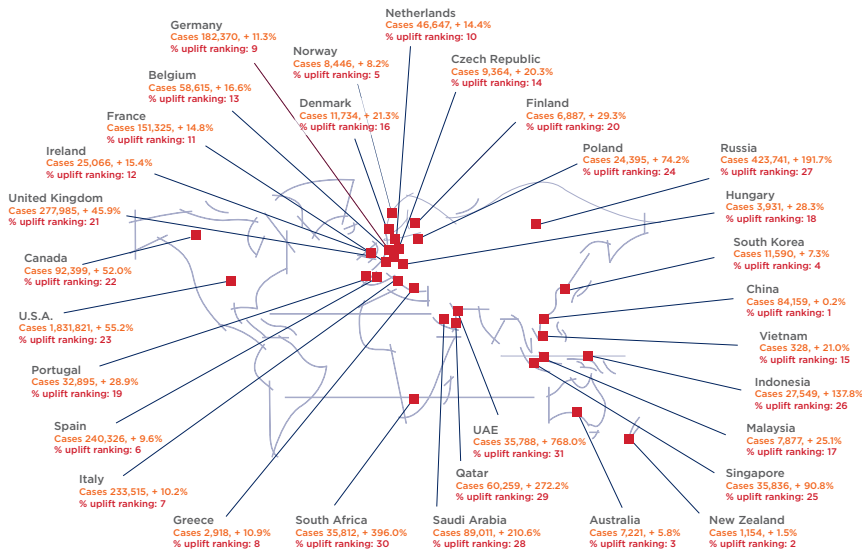 Netherlands
Cases 46,647, + 14.4%
% uplift ranking: 10
Germany
Cases 182,370, + 11.3%
% uplift ranking: 9
Norway
Cases 8,446, + 8.2%
% uplift ranking: 5
Czech Republic
Cases 9,364, + 20.3%
% uplift ranking: 14
Belgium
Cases 58,615, + 16.6%
% uplift ranking: 13
Denmark
Cases 11,734, + 21.3%
% uplift ranking: 16
Finland
Cases 6,887, + 29.3%
% uplift ranking: 20
France
Cases 151,325, + 14.8%
% uplift ranking: 11
Ireland
Cases 25,066, + 15.4%
% uplift ranking: 12
Poland
Cases 24,395, + 74.2%
% uplift ranking: 24
Russia
Cases 423,741, + 191.7%
% uplift ranking: 27
United Kingdom
Cases 277,985, + 45.9%
% uplift ranking: 21
Hungary
Cases 3,931, + 28.3%
% uplift ranking: 18
Canada
Cases 92,399, + 52.0%
% uplift ranking: 22
South Korea
Cases 11,590, + 7.3%
% uplift ranking: 4
China
Cases 84,159, + 0.2%
% uplift ranking: 1
U.S.A.
Cases 1,831,821, + 55.2%
% uplift ranking: 23
Vietnam
Cases 328, + 21.0%
% uplift ranking: 15
Portugal
Cases 32,895, + 28.9%
% uplift ranking: 19
Indonesia
Cases 27,549, + 137.8%
% uplift ranking: 26
Spain
Cases 240,326, + 9.6%
% uplift ranking: 6
UAE
Cases 35,788, + 768.0%
% uplift ranking: 31
Malaysia
Cases 7,877, + 25.1%
% uplift ranking: 17
Italy
Cases 233,515, + 10.2%
% uplift ranking: 7
Qatar
Cases 60,259, + 272.2%
% uplift ranking: 29
Singapore
Cases 35,836, + 90.8%
% uplift ranking: 25
Greece
Cases 2,918, + 10.9%
% uplift ranking: 8
South Africa
Cases 35,812, + 396.0%
% uplift ranking: 30
Saudi Arabia
Cases 89,011, + 210.6%
% uplift ranking: 28
Australia
Cases 7,221, + 5.8%
% uplift ranking: 3
New Zealand
Cases 1,154, + 1.5%
% uplift ranking: 2